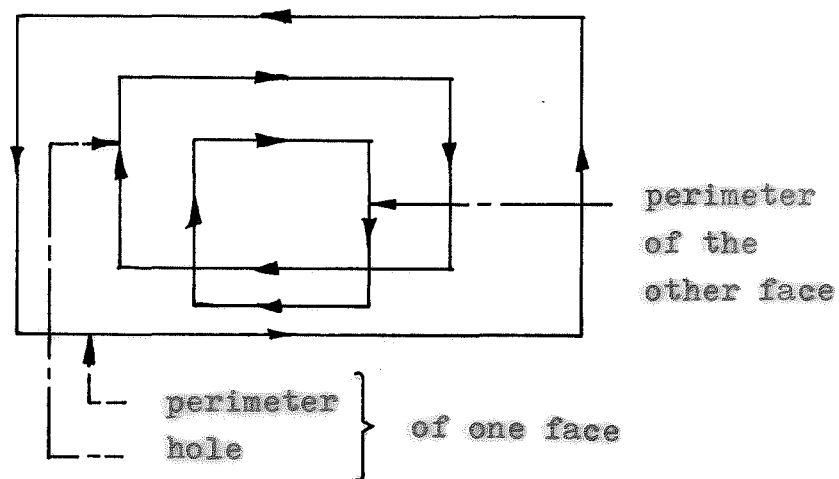 perimeter
of the
other face
perimeter
hole
of one face